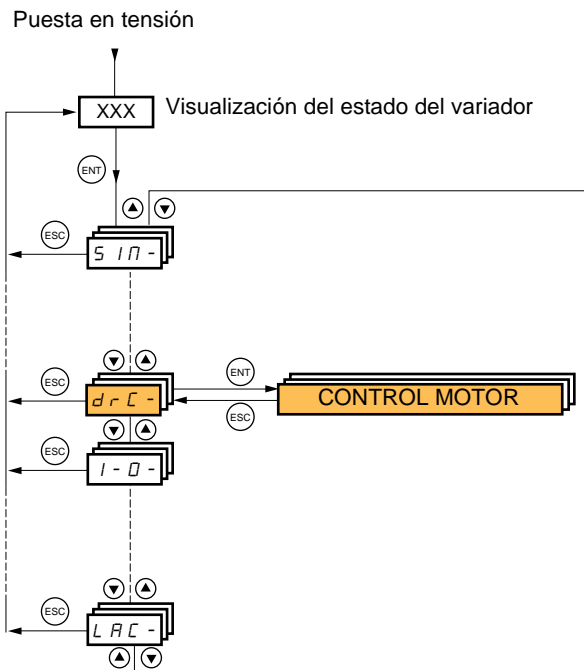 Puesta en tensión
XXX
Visualización del estado del variador
ENT
ESC
SIM-
ESC
ENT
drC-
CONTROL MOTOR
ESC
ESC
I-O-
ESC
LAC-